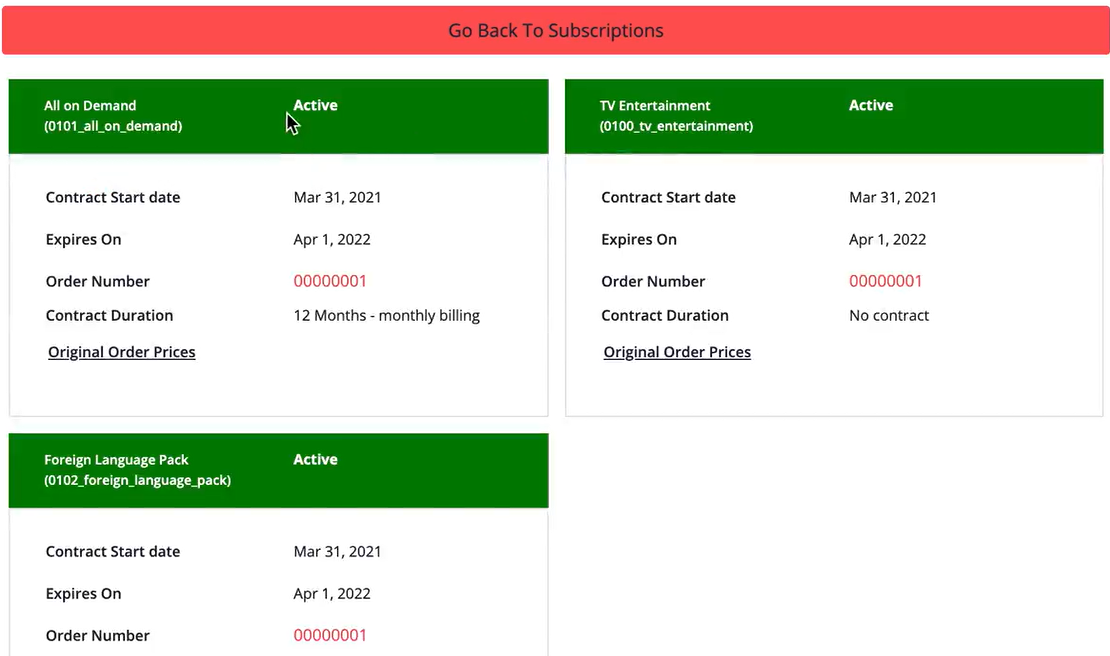 Go Back To Subscriptions
All on Demand
(0101_all_on_demand)
Active
Contract Start date Mar 31, 2021
Expires On Apr 1, 2022
Order Number 00000001
Contract Duration 12 Months - monthly billing
Original Order Prices
TV Entertainment
(0100_tv_entertainment)
Active
Contract Start date Mar 31, 2021
Expires On Apr 1, 2022
Order Number 00000001
Contract Duration No contract
Original Order Prices
Foreign Language Pack
(0102_foreign_language_pack)
Active
Contract Start date Mar 31, 2021
Expires On Apr 1, 2022
Order Number 00000001